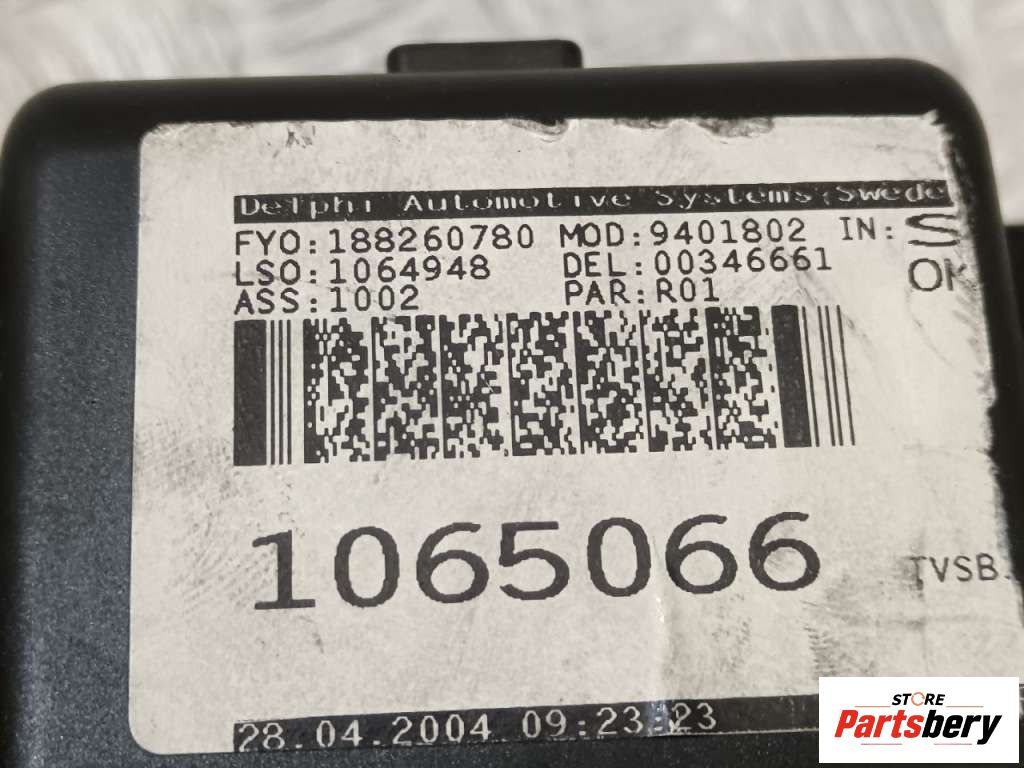 Delphi Automotive Systems, Swede
FYO:188260780 MOD:9401802 IN:S
LSO:1064948 DEL:00346661 OK
ASS:1002 PAR:R01
1065066
TVSB.
28.04.2004 09:23:23
STORE
Partsbery